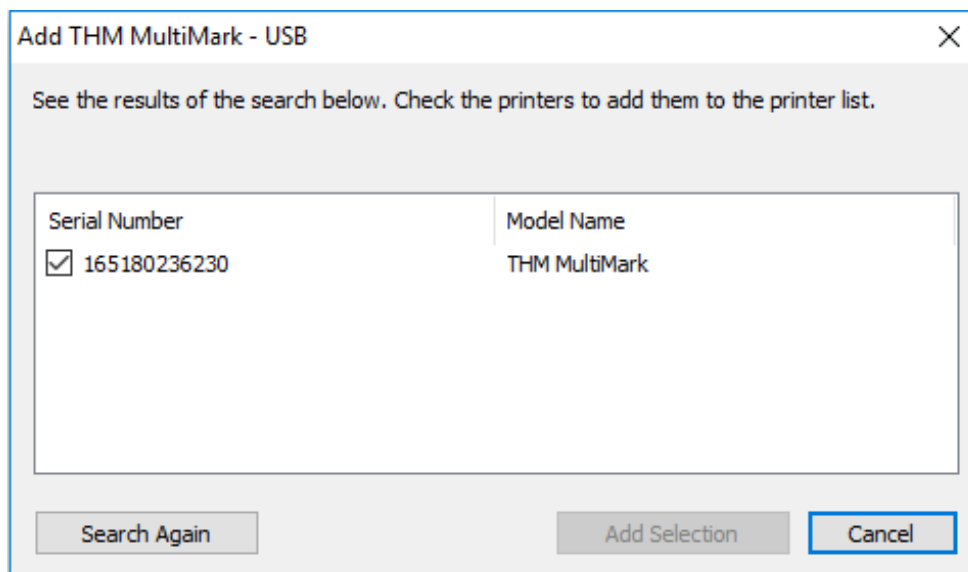 Add THM MultiMark - USB
See the results of the search below. Check the printers to add them to the printer list.
Serial Number Model Name
165180236230 THM MultiMark
Search Again Add Selection Cancel